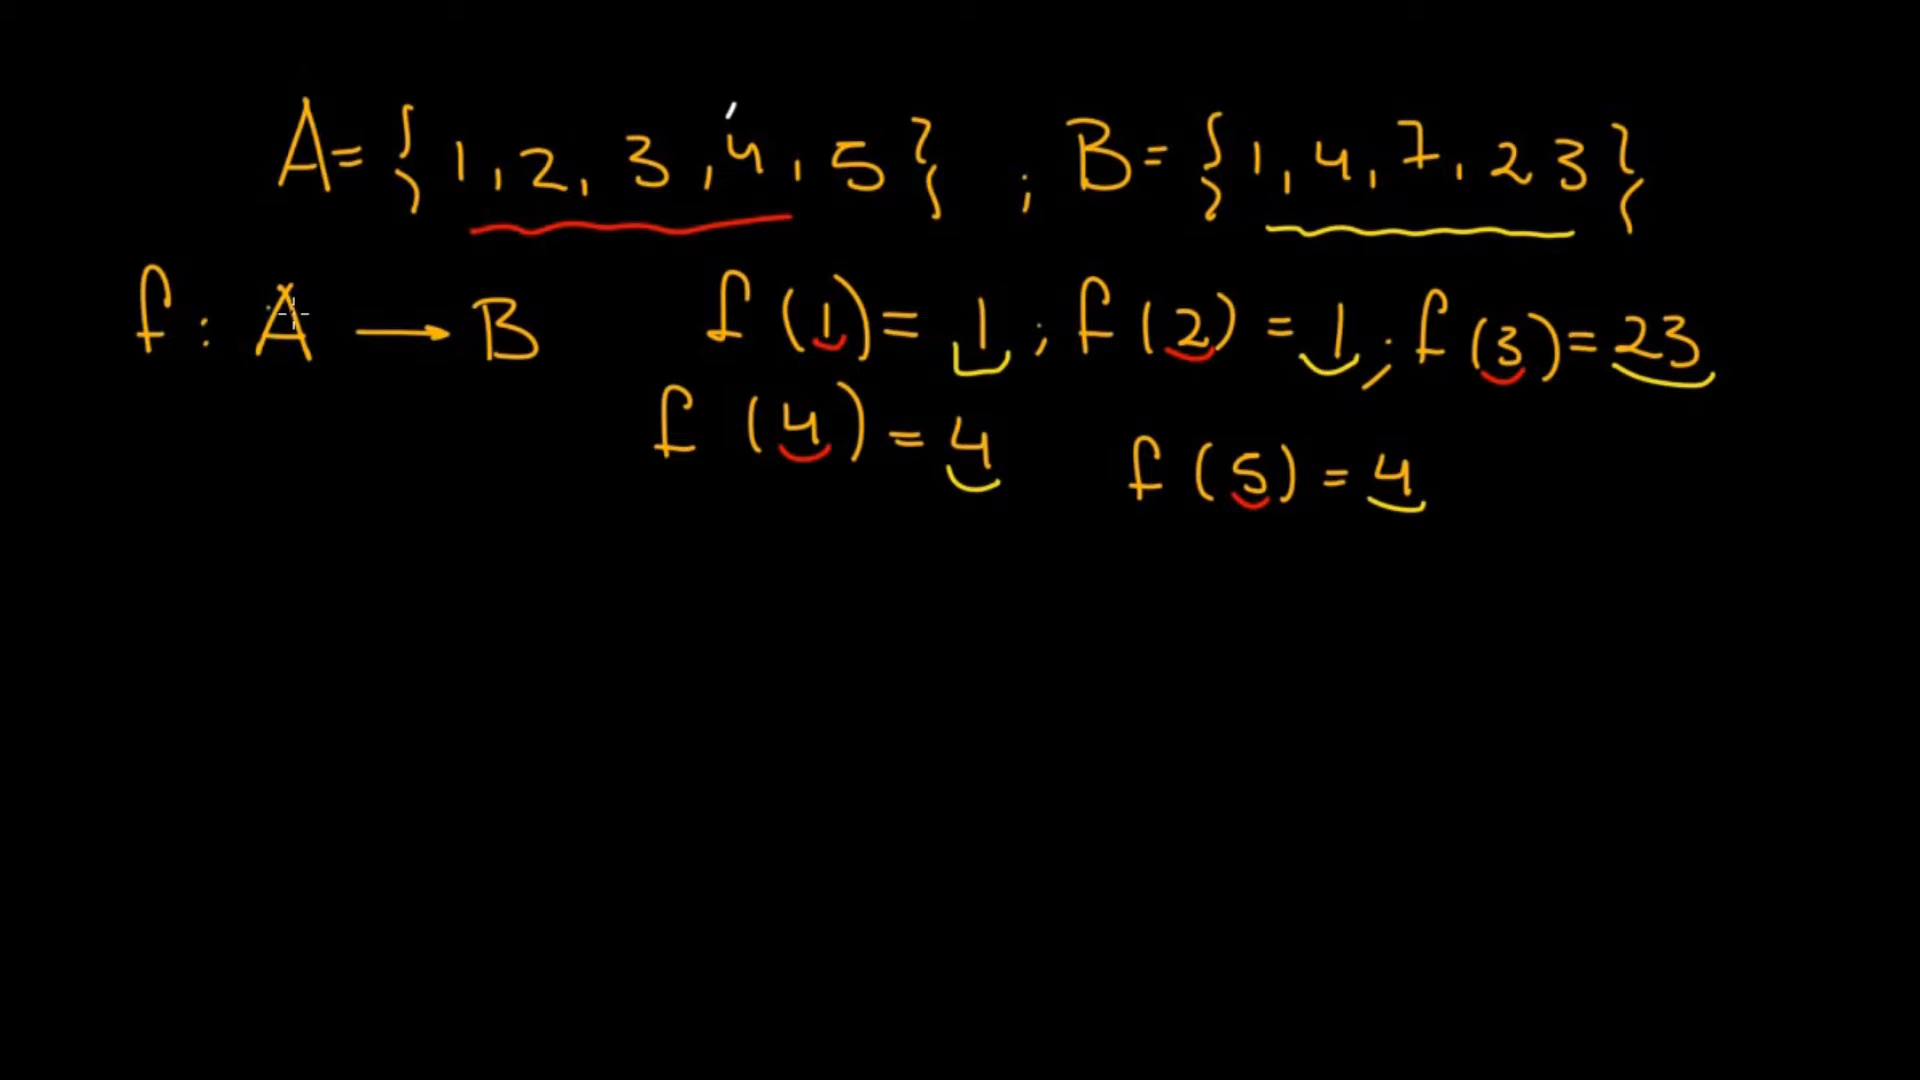 A= { 1, 2, 3, 4, 5 } ; B= { 1, 4, 7, 23 }
f : A → B f (1) = 1 ; f (2) = 1 ; f (3) = 23
f (4) = 4 f (5) = 4